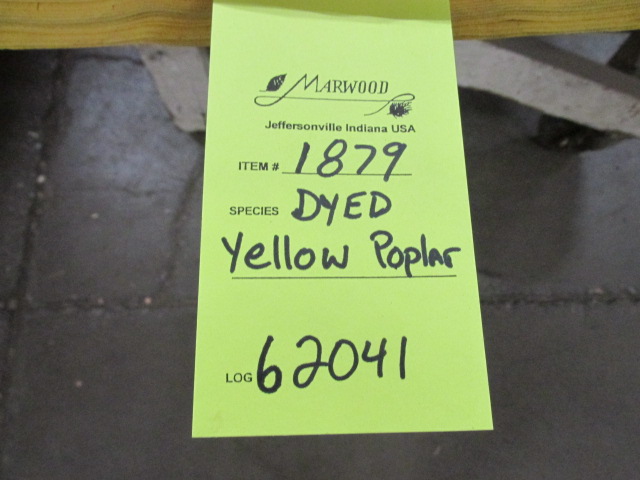 MARWOOD
Jeffersonville Indiana USA
ITEM # 1879
SPECIES DYED
Yellow Poplar
LOG 62041